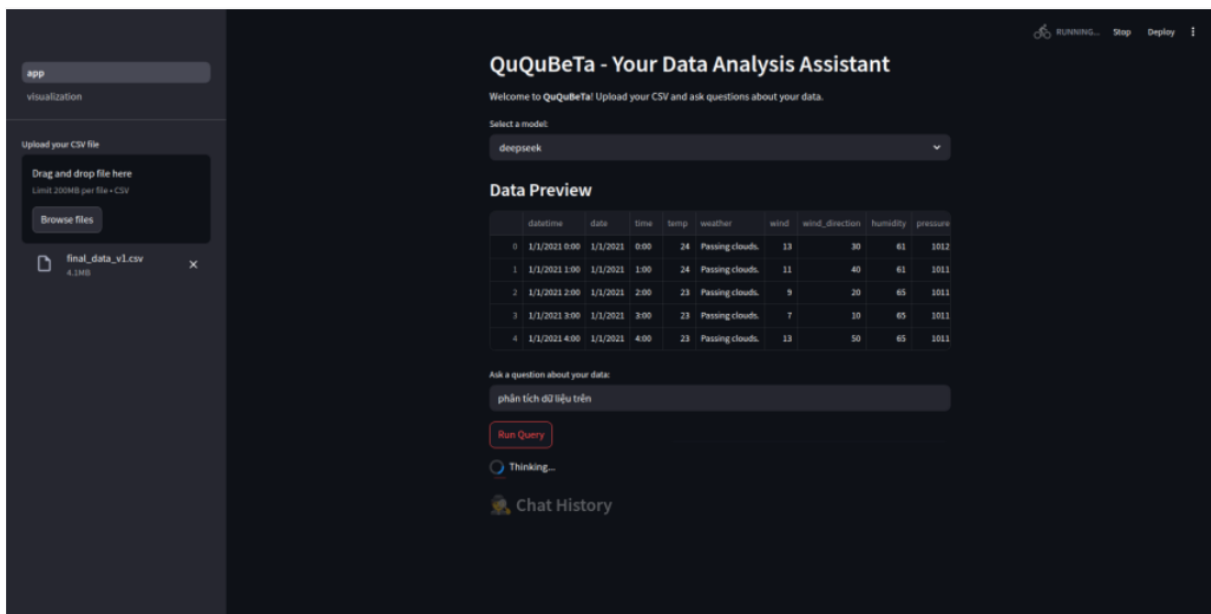 RUNNING... Stop Deploy
app
visualization
Upload your CSV file
Drag and drop file here
Limit 200MB per file • CSV
Browse files
final_data_v1.csv
4.1MB
QuQuBeTa - Your Data Analysis Assistant
Welcome to QuQuBeTa! Upload your CSV and ask questions about your data.
Select a model:
deepseek
Data Preview
datetime date time temp weather wind wind_direction humidity pressure
0 1/1/2021 0:00 1/1/2021 0:00 24 Passing clouds. 13 30 61 1012
1 1/1/2021 1:00 1/1/2021 1:00 24 Passing clouds. 11 40 61 1011
2 1/1/2021 2:00 1/1/2021 2:00 23 Passing clouds. 9 20 65 1011
3 1/1/2021 3:00 1/1/2021 3:00 23 Passing clouds. 7 10 65 1011
4 1/1/2021 4:00 1/1/2021 4:00 23 Passing clouds. 13 50 65 1011
Ask a question about your data:
phân tích dữ liệu trên
Run Query
Thinking...
Chat History